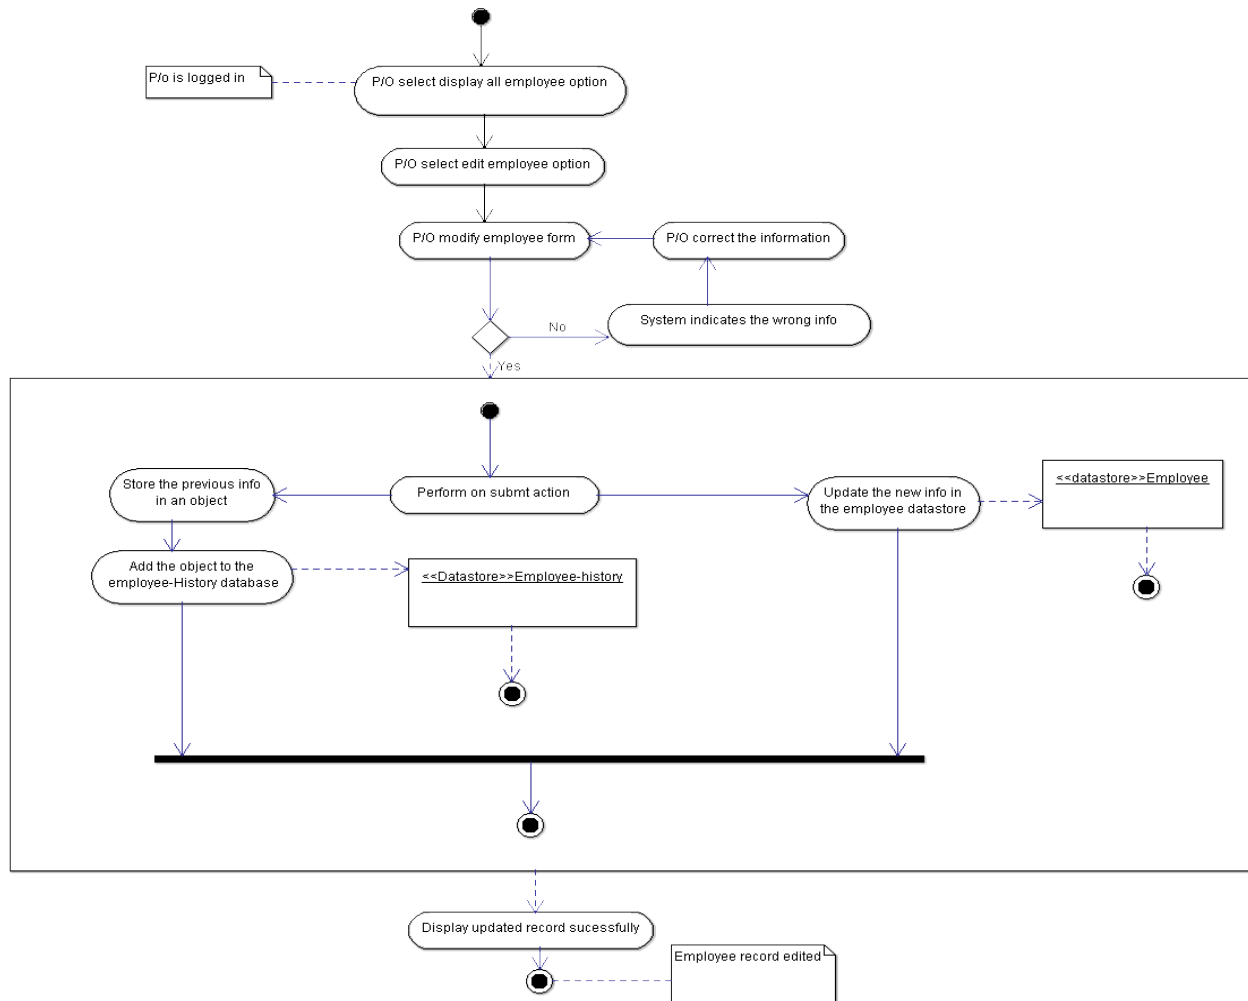 P/o is logged in
P/O select display all employee option
P/O select edit employee option
P/O modify employee form
P/O correct the information
System indicates the wrong info
No
Yes
Store the previous info
in an object
Perform on submt action
Update the new info in
the employee datastore
<<datastore>>Employee
Add the object to the
employee-History database
<<Datastore>>Employee-history
Display updated record sucessfully
Employee record edited